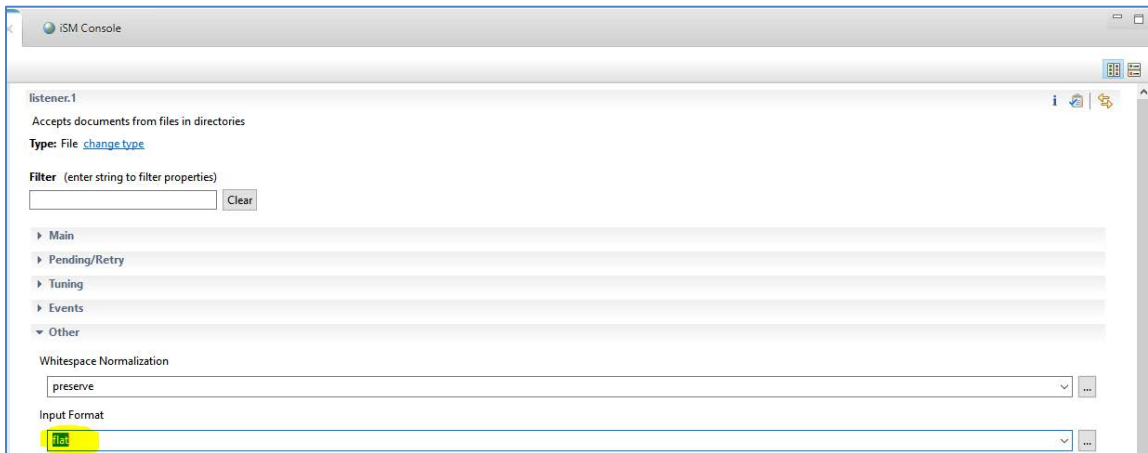 iSM Console
listener.1
Accepts documents from files in directories
Type: File change type
Filter (enter string to filter properties)
Clear
Main
Pending/Retry
Tuning
Events
Other
Whitespace Normalization
preserve
...
Input Format
flat
...